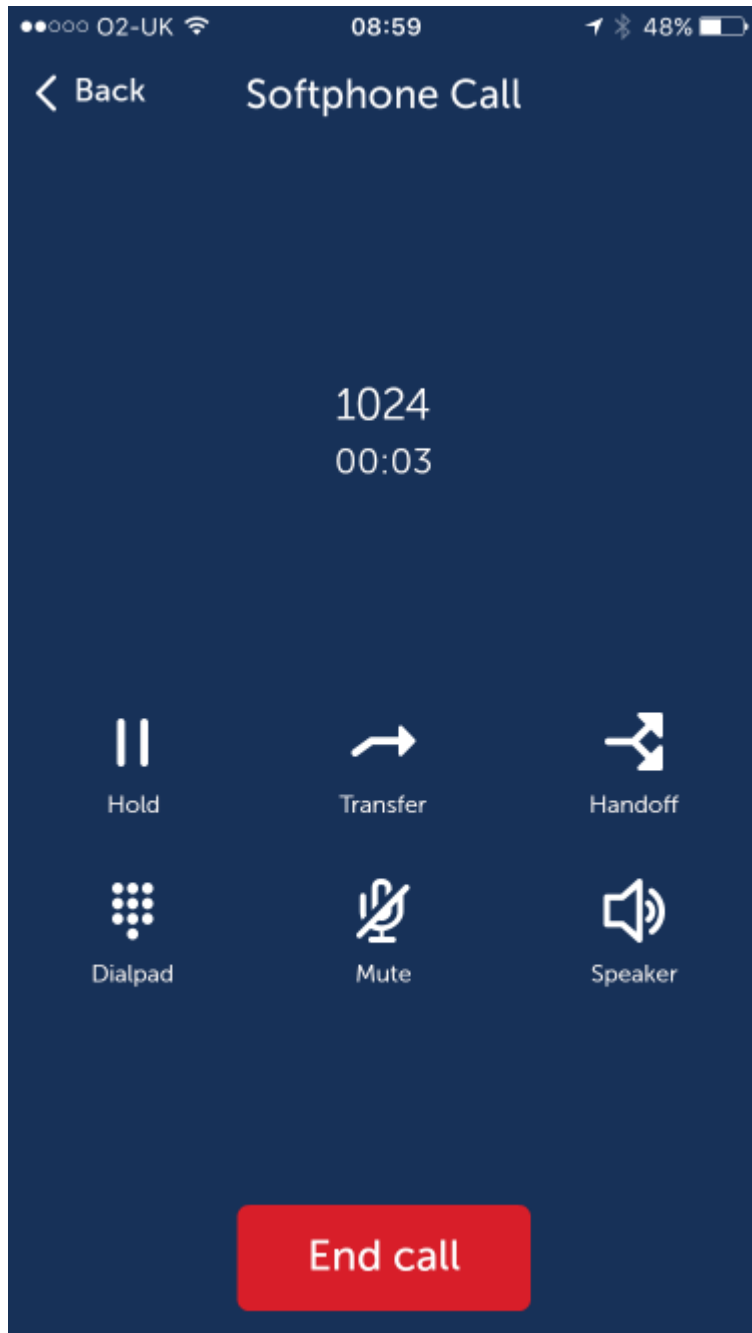 O2-UK 08:59 48%
Back Softphone Call
1024
00:03
Hold Transfer Handoff
Dialpad Mute Speaker
End call